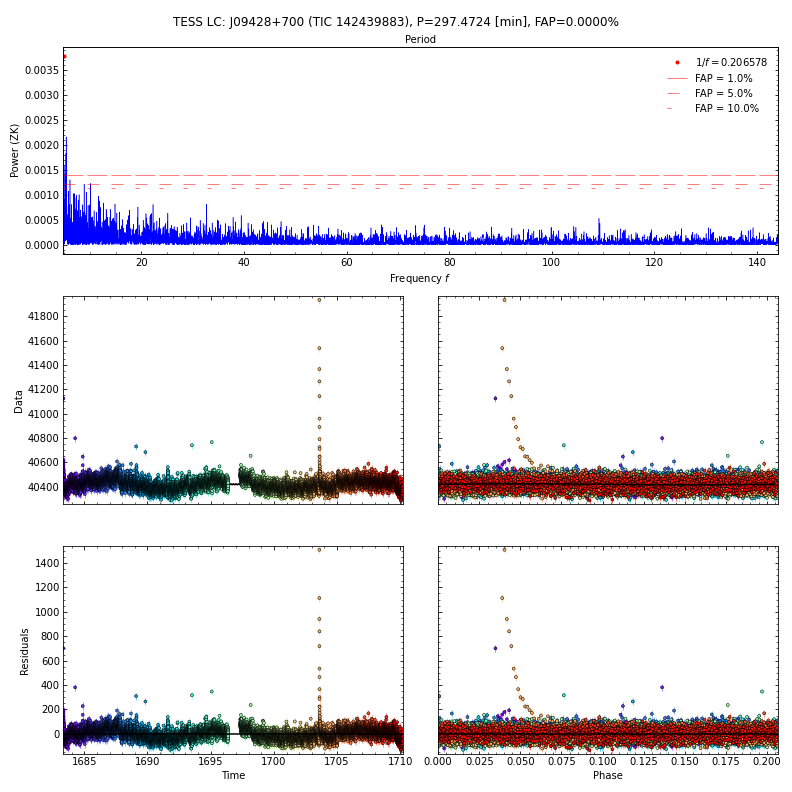 TESS LC: J09428+700 (TIC 142439883), P=297.4724 [min], FAP=0.0000%
Period
Power (ZK)
0.0035
0.0030
0.0025
0.0020
0.0015
0.0010
0.0005
0.0000
1/f = 0.206578
FAP = 1.0%
FAP = 5.0%
FAP = 10.0%
20 40 60 80 100 120 140
Frequency f
Data
41800
41600
41400
41200
41000
40800
40600
40400
Residuals
1400
1200
1000
800
600
400
200
0
1685 1690 1695 1700 1705 1710
Time
0.000 0.025 0.050 0.075 0.100 0.125 0.150 0.175 0.200
Phase